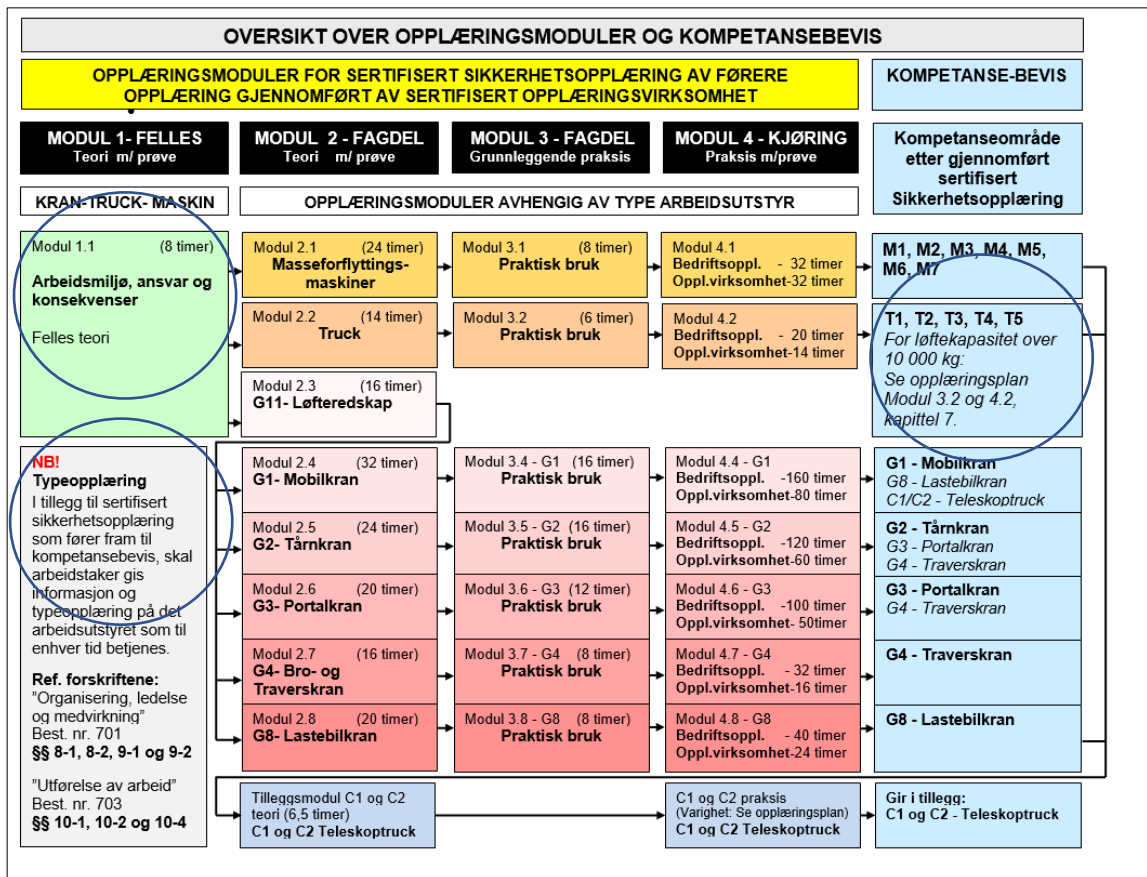 OVERSIKT OVER OPPLÆRINGSMODULER OG KOMPETANSEBEVIS
OPPLÆRINGSMODULER FOR SERTIFISERT SIKKERHETSOPPLÆRING AV FØRERE
OPPLÆRING GJENNOMFØRT AV SERTIFISERT OPPLÆRINGSVIRKSOMHET
KOMPETANSE-BEVIS
MODUL 1- FELLES
Teori m/ prøve
MODUL 2 - FAGDEL
Teori m/ prøve
MODUL 3 - FAGDEL
Grunnleggende praksis
MODUL 4 - KJØRING
Praksis m/prøve
Kompetanseområde
etter gjennomført
sertifisert
Sikkerhetsopplæring
KRAN-TRUCK- MASKIN
OPPLÆRINGSMODULER AVHENGIG AV TYPE ARBEIDSUTSTYR
Modul 1.1 (8 timer)
Arbeidsmiljø, ansvar og
konsekvenser
Felles teori
Modul 2.1 (24 timer)
Masseforflyttings-
maskiner
Modul 3.1 (8 timer)
Praktisk bruk
Modul 4.1
Bedriftsoppl. - 32 timer
Oppl.virksomhet-32 timer
M1, M2, M3, M4, M5,
M6, M7
Modul 2.2 (14 timer)
Truck
Modul 3.2 (6 timer)
Praktisk bruk
Modul 4.2
Bedriftsoppl. - 20 timer
Oppl.virksomhet-14 timer
T1, T2, T3, T4, T5
For løftekapasitet over
10 000 kg:
Se opplæringsplan
Modul 3.2 og 4.2,
kapittel 7.
Modul 2.3 (16 timer)
G11- Løfteredskap
NB!
Typeopplæring
I tillegg til sertifisert
sikkerhetsopplæring
som fører fram til
kompetansebevis, skal
arbeidstaker gis
informasjon og
typeopplæring på det
arbeidsutstyret som til
enhver tid betjenes.
Ref. forskriftene:
"Organisering, ledelse
og medvirkning"
Best. nr. 701
§§ 8-1, 8-2, 9-1 og 9-2
"Utførelse av arbeid"
Best. nr. 703
§§ 10-1, 10-2 og 10-4
Modul 2.4 (32 timer)
G1- Mobilkran
Modul 3.4 - G1 (16 timer)
Praktisk bruk
Modul 4.4 - G1
Bedriftsoppl. -160 timer
Oppl.virksomhet-80 timer
G1 - Mobilkran
G8 - Lastebilkran
C1/C2 - Teleskoptruck
Modul 2.5 (24 timer)
G2- Tårnkran
Modul 3.5 - G2 (16 timer)
Praktisk bruk
Modul 4.5 - G2
Bedriftsoppl. -120 timer
Oppl.virksomhet-60 timer
G2 - Tårnkran
G3 - Portalkran
G4 - Traverskran
Modul 2.6 (20 timer)
G3- Portalkran
Modul 3.6 - G3 (12 timer)
Praktisk bruk
Modul 4.6 - G3
Bedriftsoppl. -100 timer
Oppl.virksomhet- 50timer
G3 - Portalkran
G4 - Traverskran
Modul 2.7 (16 timer)
G4- Bro- og
Traverskran
Modul 3.7 - G4 (8 timer)
Praktisk bruk
Modul 4.7 - G4
Bedriftsoppl. - 32 timer
Oppl.virksomhet-16 timer
G4 - Traverskran
Modul 2.8 (20 timer)
G8- Lastebilkran
Modul 3.8 - G8 (8 timer)
Praktisk bruk
Modul 4.8 - G8
Bedriftsoppl. - 40 timer
Oppl.virksomhet-24 timer
G8 - Lastebilkran
Tilleggsmodul C1 og C2
teori (6,5 timer)
C1 og C2 Teleskoptruck
C1 og C2 praksis
(Varighet: Se opplæringsplan)
C1 og C2 Teleskoptruck
Gir i tillegg:
C1 og C2 - Teleskoptruck